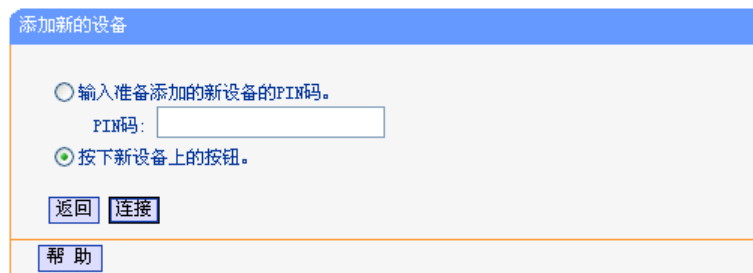 添加新的设备
输入准备添加的新设备的PIN码。
PIN码:
按下新设备上的按钮。
返回 连接
帮 助